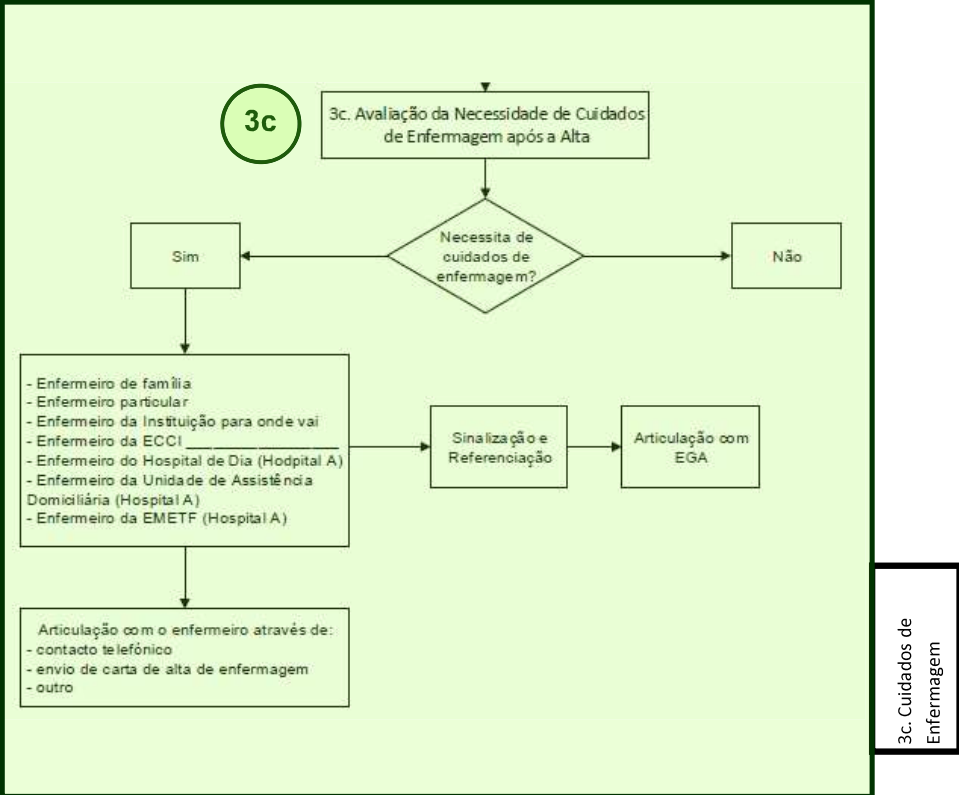 3c
3c. Avaliação da Necessidade de Cuidados
de Enfermagem após a Alta
Necessita de
cuidados de
enfermagem?
Sim
Não
- Enfermeiro de família
- Enfermeiro particular
- Enfermeiro da Instituição para onde vai
- Enfermeiro da ECCI ___________________
- Enfermeiro do Hospital de Dia (Hodpital A)
- Enfermeiro da Unidade de Assistência
Domiciliária (Hospital A)
- Enfermeiro da EMETF (Hospital A)
Sinalização e
Referenciação
Articulação com
EGA
Articulação com o enfermeiro através de:
- contacto telefónico
- envio de carta de alta de enfermagem
- outro
3c. Cuidados de
Enfermagem